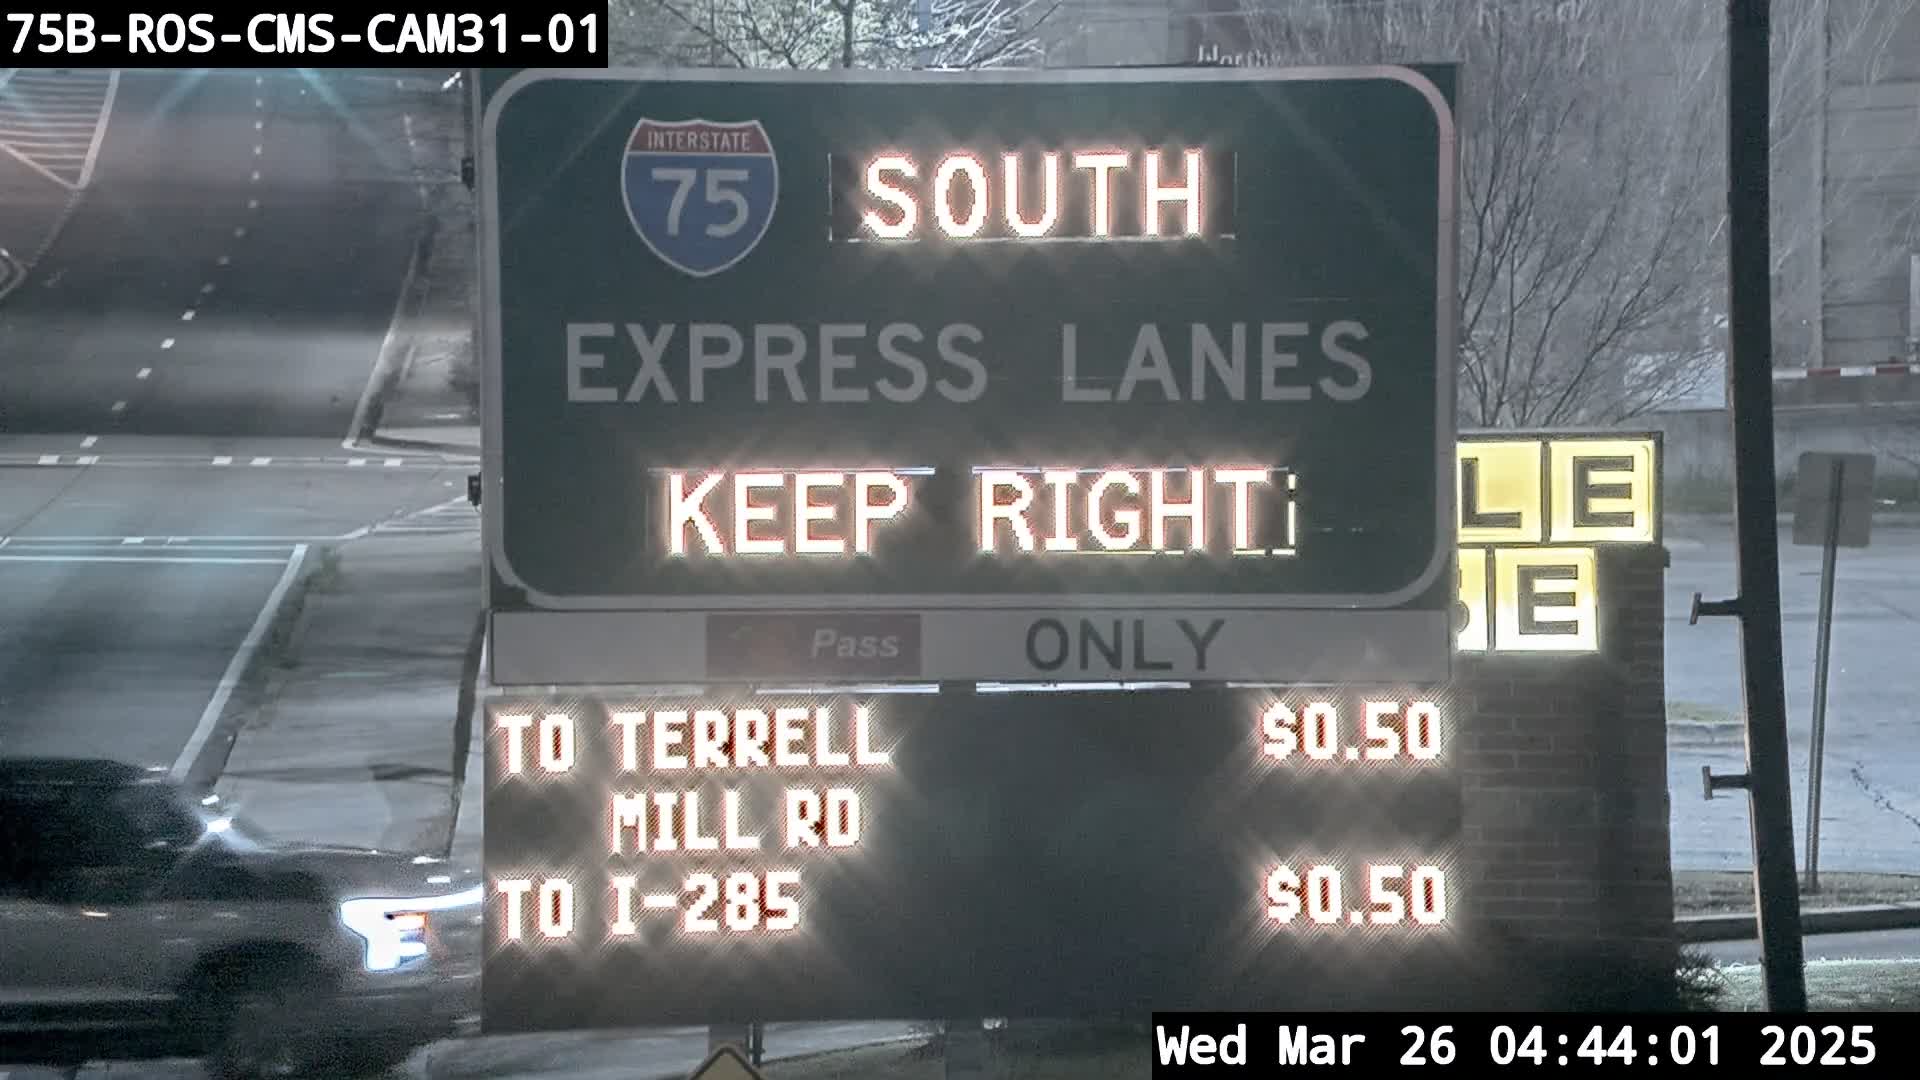 75B-ROS-CMS-CAM31-01
INTERSTATE
75
SOUTH
EXPRESS LANES
KEEP RIGHT
Pass ONLY
TO TERRELL $0.50
MILL RD
TO I-285 $0.50
LE
E
Wed Mar 26 04:44:01 2025